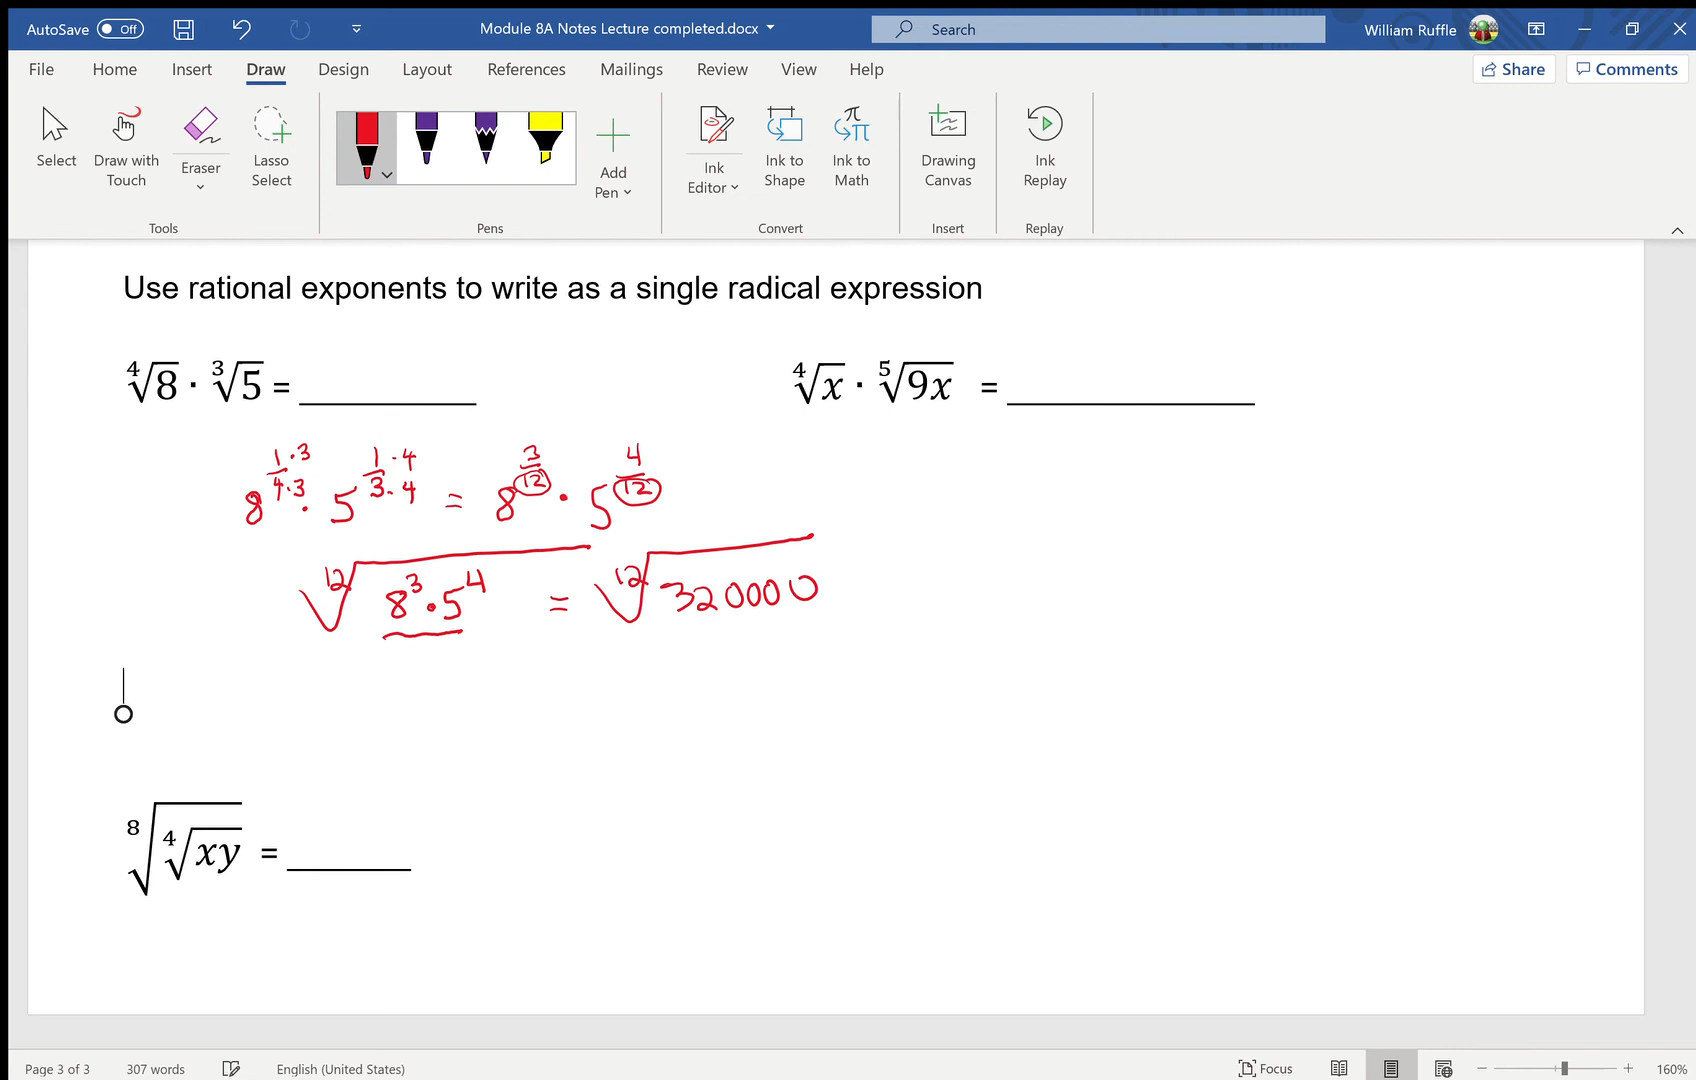 AutoSave Off Module 8A Notes Lecture completed.docx Search William Ruffle
File Home Insert Draw Design Layout References Mailings Review View Help Share Comments
Select Draw with Touch Eraser Lasso Select Add Pen Ink Editor Ink to Shape Ink to Math Drawing Canvas Ink Replay
Tools Pens Convert Insert Replay
Use rational exponents to write as a single radical expression
∜8 · ∛5 = __________
⁴√x · ⁵√9x = __________
8^(1·3/4·3) · 5^(1·4/3·4) = 8^(3/12) · 5^(4/12)
¹²√8³·5⁴ = ¹²√320000
⁸√⁴√xy = ______
Page 3 of 3 307 words English (United States) Focus 160%